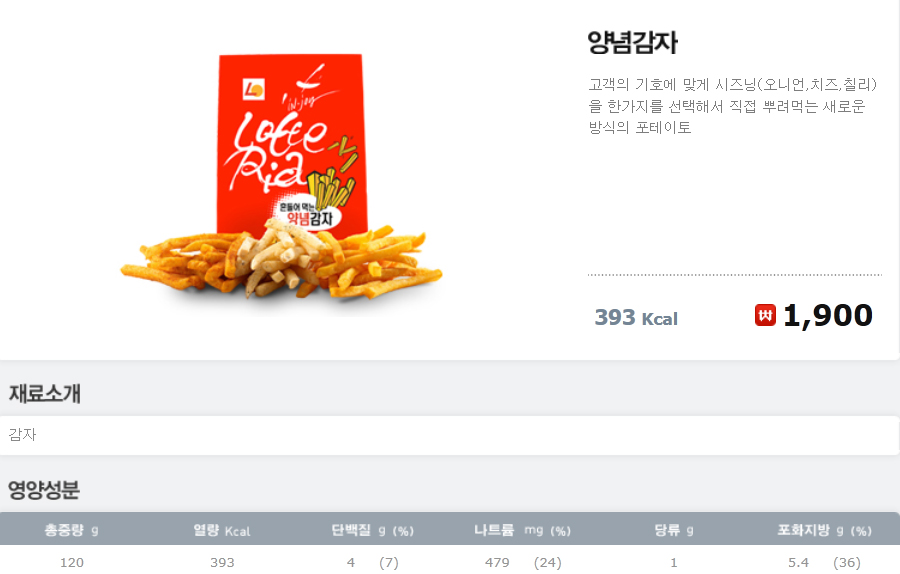 양념감자
고객의 기호에 맞게 시즈닝(오니언,치즈,칠리)
을 한가지를 선택해서 직접 뿌려먹는 새로운
방식의 포테이토
L
in-joy
Lotte
Ria
흔들어 먹는
양념감자
393 Kcal
₩ 1,900
재료소개
감자
영양성분
총중량 g 열량 Kcal 단백질 g (%) 나트륨 mg (%) 당류 g 포화지방 g (%)
120 393 4 (7) 479 (24) 1 5.4 (36)